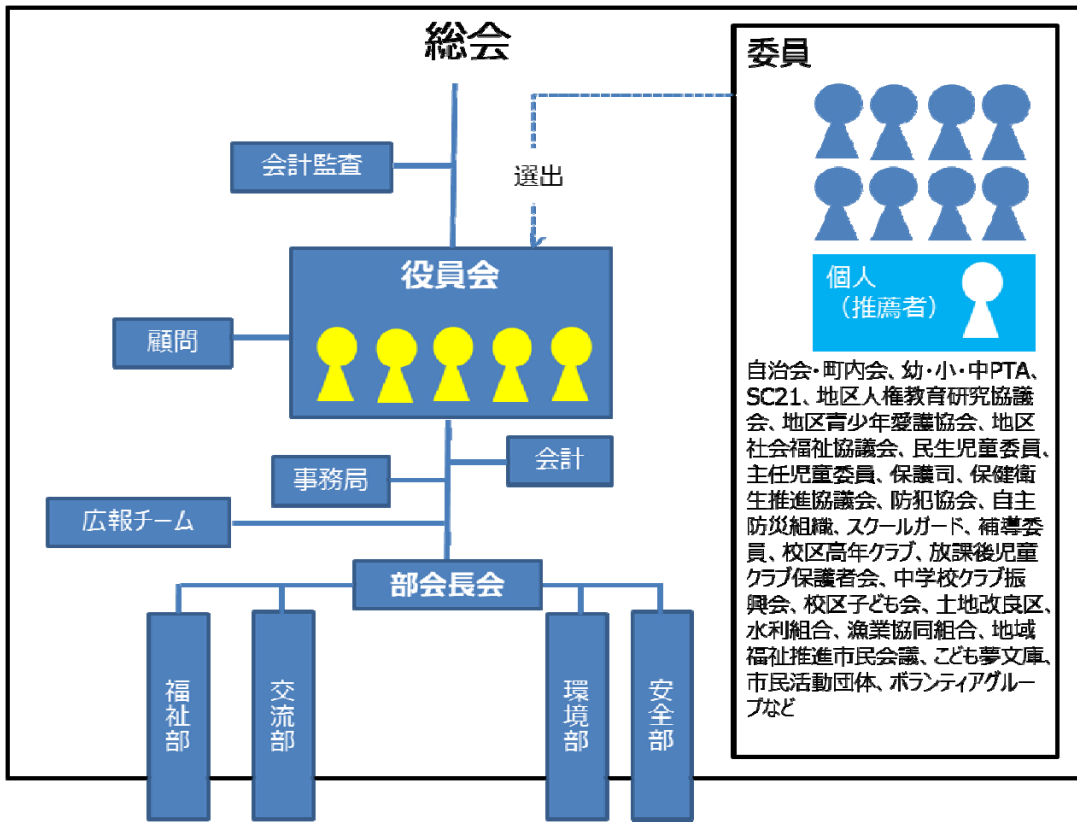 総会
会計監査
選出
役員会
顧問
会計
事務局
広報チーム
部会長会
福祉部
交流部
環境部
安全部
委員
個人
（推薦者）
自治会・町内会、幼・小・中PTA、
SC21、地区人権教育研究協議
会、地区青少年愛護協会、地区
社会福祉協議会、民生児童委員、
主任児童委員、保護司、保健衛
生推進協議会、防犯協会、自主
防災組織、スクールガード、補導委
員、校区高年クラブ、放課後児童
クラブ保護者会、中学校クラブ振
興会、校区子ども会、土地改良区、
水利組合、漁業協同組合、地域
福祉推進市民会議、こども夢文庫、
市民活動団体、ボランティアグルー
プなど